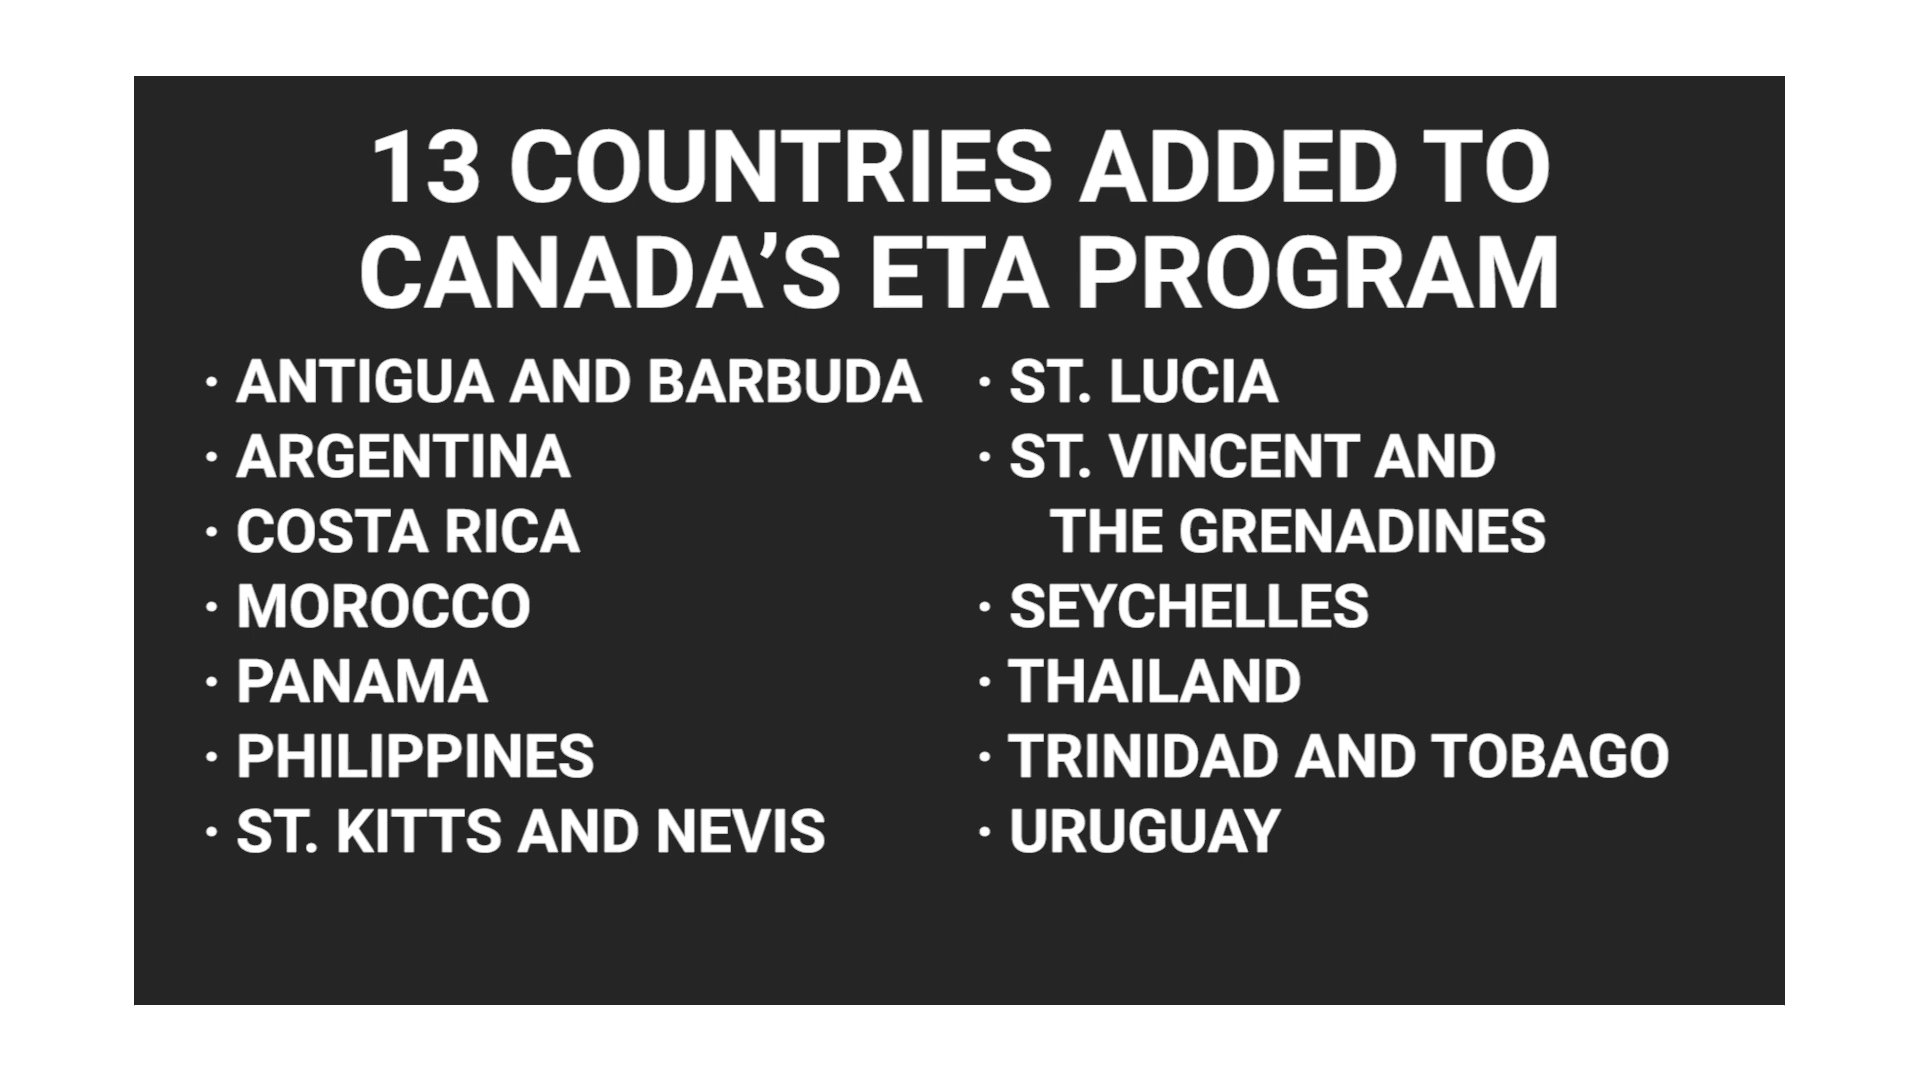 13 COUNTRIES ADDED TO
CANADA’S ETA PROGRAM
· ANTIGUA AND BARBUDA
· ARGENTINA
· COSTA RICA
· MOROCCO
· PANAMA
· PHILIPPINES
· ST. KITTS AND NEVIS
· ST. LUCIA
· ST. VINCENT AND
THE GRENADINES
· SEYCHELLES
· THAILAND
· TRINIDAD AND TOBAGO
· URUGUAY